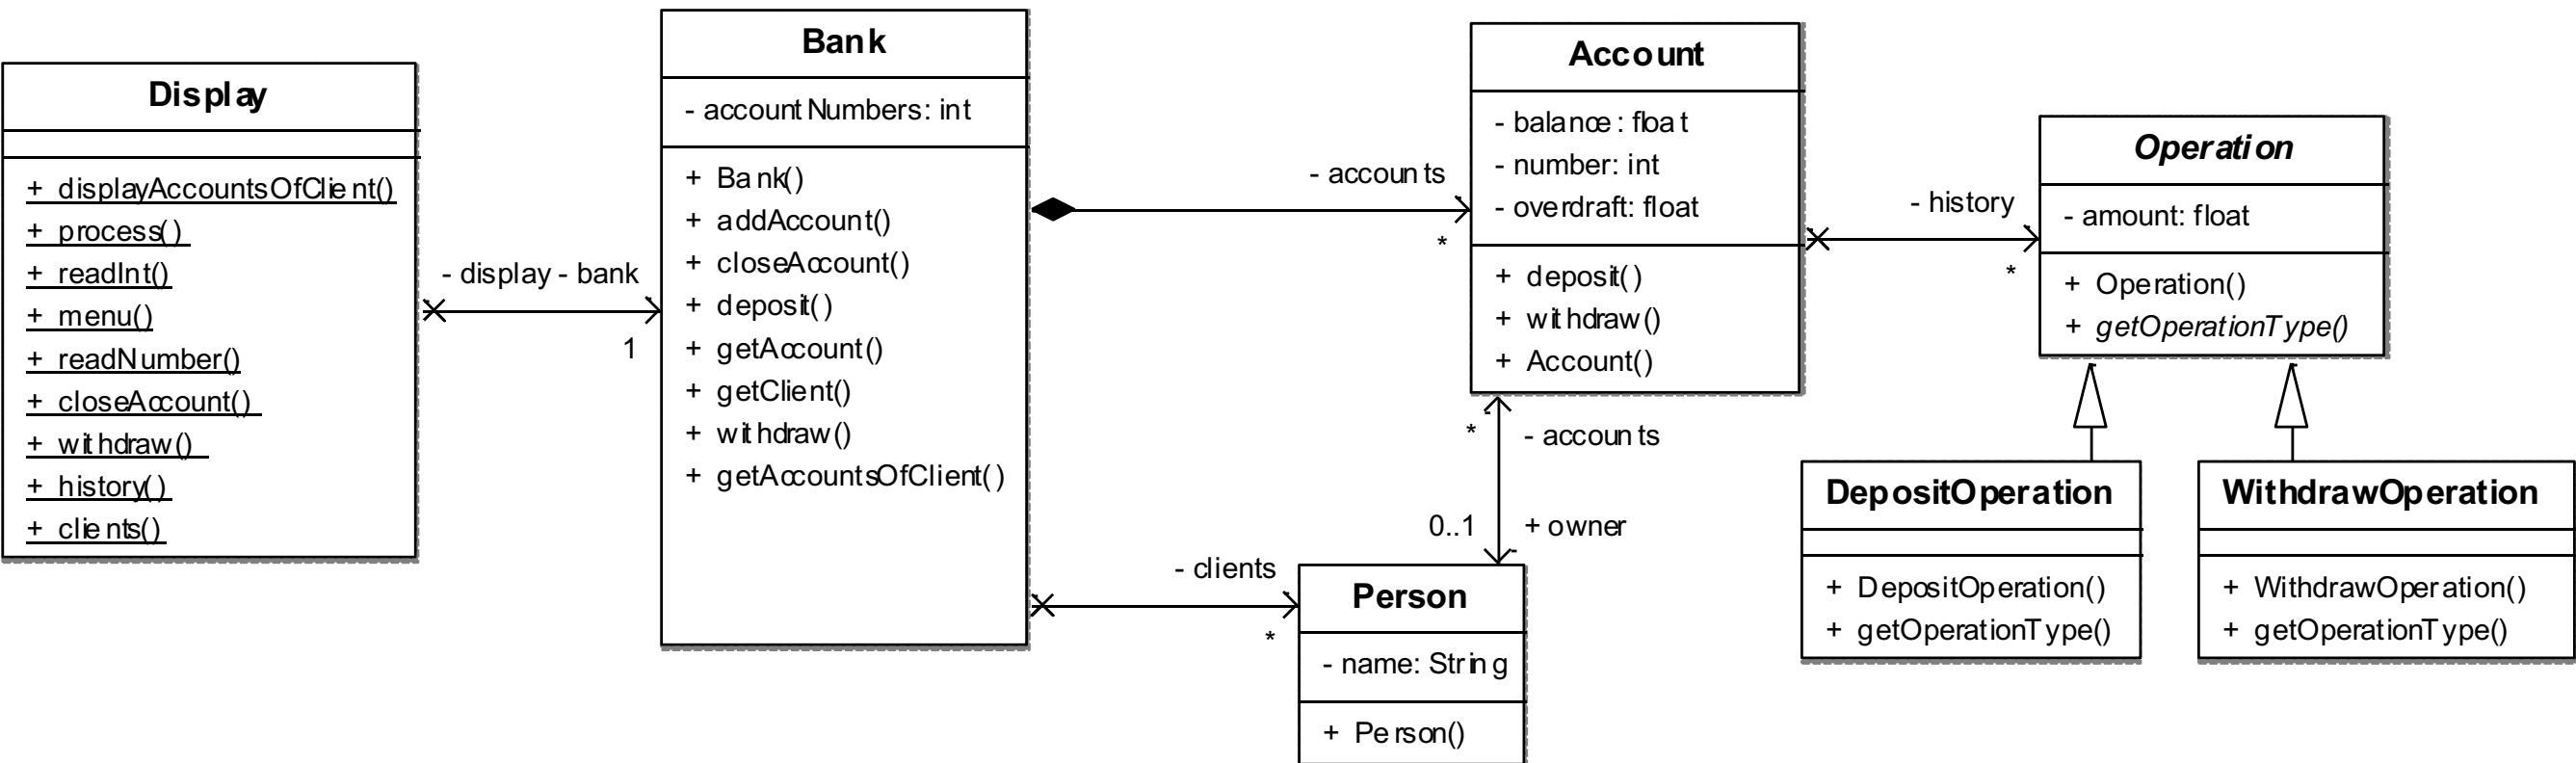 Display
+ displayAccountsOfClient()
+ process()
+ readInt()
+ menu()
+ readNumber()
+ closeAccount()
+ withdraw()
+ history()
+ clients()
- display - bank
1
Bank
- accountNumbers: int
+ Bank()
+ addAccount()
+ closeAccount()
+ deposit()
+ getAccount()
+ getClient()
+ withdraw()
+ getAccountsOfClient()
- accounts
*
- clients
*
Account
- balance: float
- number: int
- overdraft: float
+ deposit()
+ withdraw()
+ Account()
* - accounts
0..1 + owner
Person
- name: String
+ Person()
- history
*
Operation
- amount: float
+ Operation()
+ getOperationType()
DepositOperation
+ DepositOperation()
+ getOperationType()
WithdrawOperation
+ WithdrawOperation()
+ getOperationType()